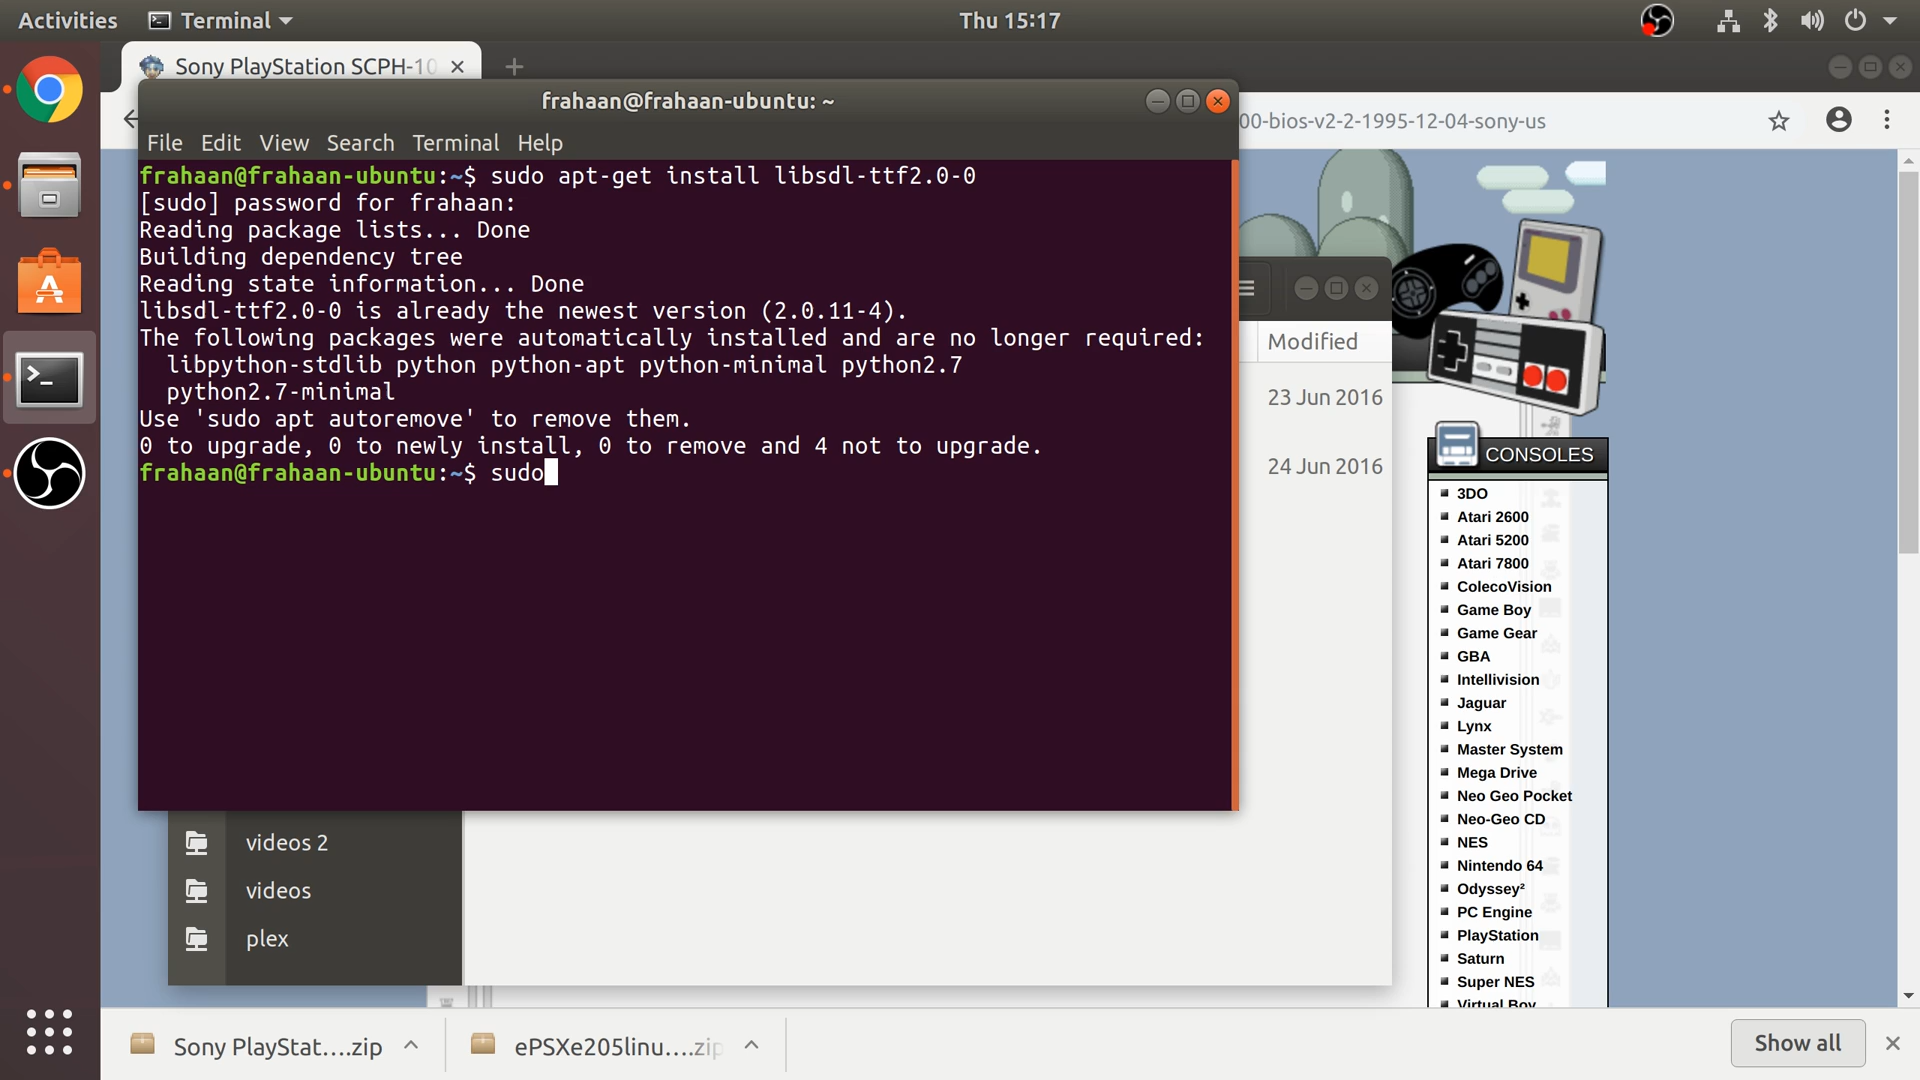 Activities
Terminal
Thu 15:17
Sony PlayStation SCPH-10
00-bios-v2-2-1995-12-04-sony-us
frahaan@frahaan-ubuntu: ~
File Edit View Search Terminal Help
frahaan@frahaan-ubuntu:~$ sudo apt-get install libsdl-ttf2.0-0
[sudo] password for frahaan:
Reading package lists... Done
Building dependency tree
Reading state information... Done
libsdl-ttf2.0-0 is already the newest version (2.0.11-4).
The following packages were automatically installed and are no longer required:
libpython-stdlib python python-apt python-minimal python2.7
python2.7-minimal
Use 'sudo apt autoremove' to remove them.
0 to upgrade, 0 to newly install, 0 to remove and 4 not to upgrade.
frahaan@frahaan-ubuntu:~$ sudo
Modified
23 Jun 2016
24 Jun 2016
videos 2
videos
plex
CONSOLES
3DO
Atari 2600
Atari 5200
Atari 7800
ColecoVision
Game Boy
Game Gear
GBA
Intellivision
Jaguar
Lynx
Master System
Mega Drive
Neo Geo Pocket
Neo-Geo CD
NES
Nintendo 64
Odyssey²
PC Engine
PlayStation
Saturn
Super NES
Virtual Boy
Sony PlayStat....zip
ePSXe205linu....zip
Show all